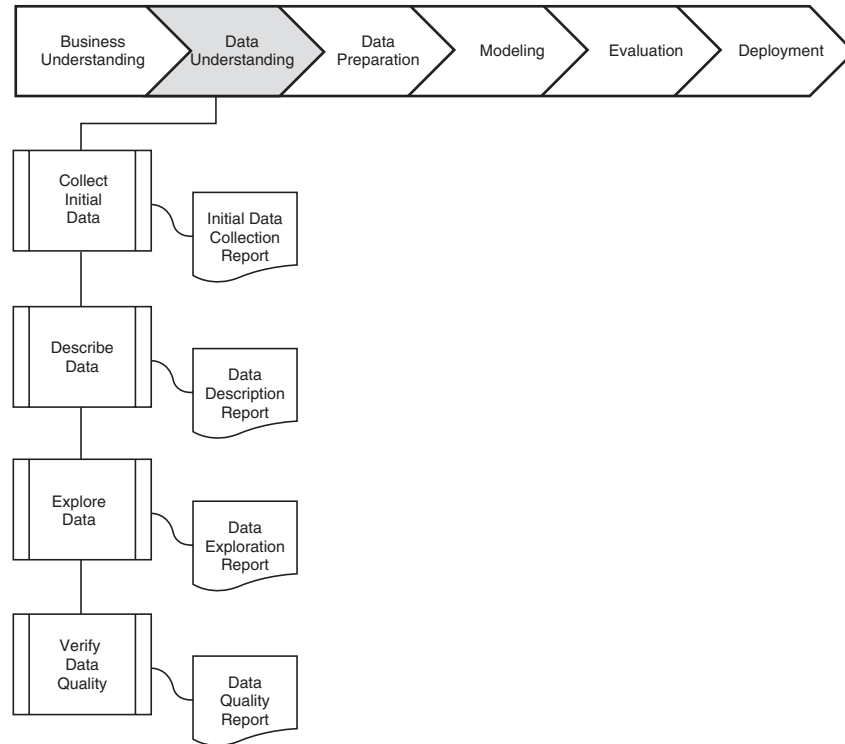 Business
Understanding
Data
Understanding
Data
Preparation
Modeling
Evaluation
Deployment
Collect
Initial
Data
Initial Data
Collection
Report
Describe
Data
Data
Description
Report
Explore
Data
Data
Exploration
Report
Verify
Data
Quality
Data
Quality
Report